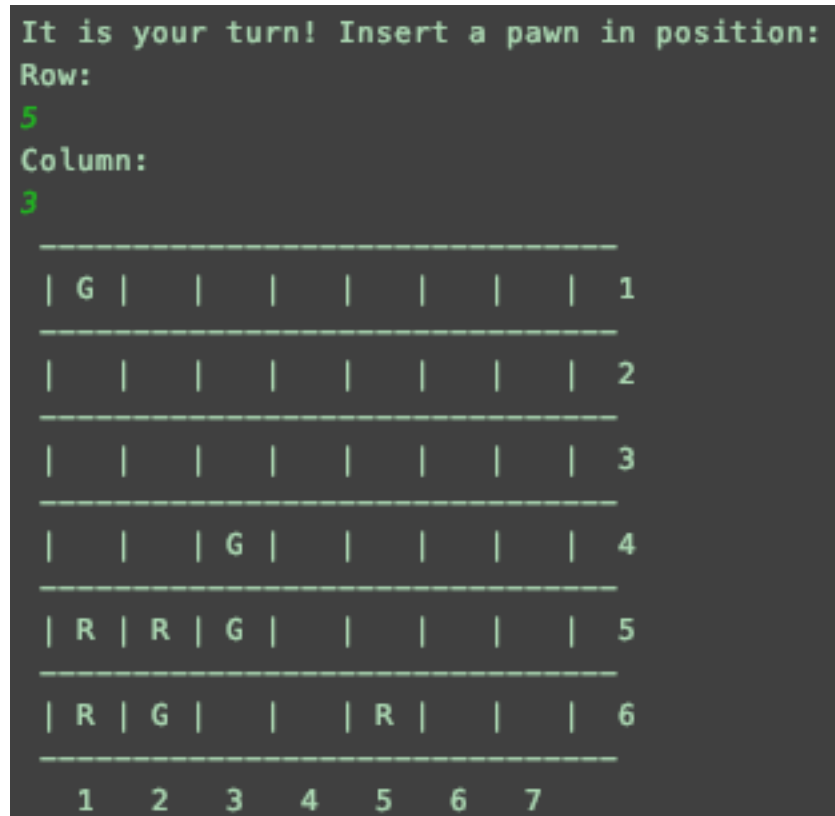 It is your turn! Insert a pawn in position:
Row:
5
Column:
3
-------------------------------
| G |   |   |   |   |   |   | 1
-------------------------------
|   |   |   |   |   |   |   | 2
-------------------------------
|   |   |   |   |   |   |   | 3
-------------------------------
|   |   | G |   |   |   |   | 4
-------------------------------
| R | R | G |   |   |   |   | 5
-------------------------------
| R | G |   |   | R |   |   | 6
-------------------------------
1 2 3 4 5 6 7